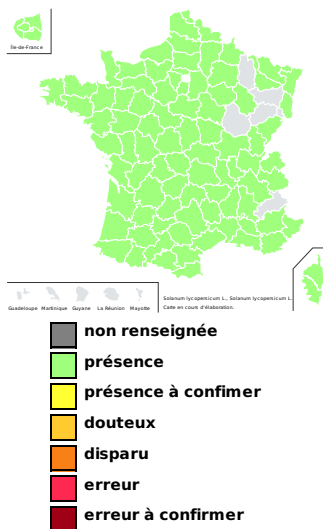 Île-de-France
Solanum lycopersicum L., Solanum lycopersicum L.
Guadeloupe Martinique Guyane La Réunion Mayotte
Carte en cours d'élaboration.
non renseignée
présence
présence à confimer
douteux
disparu
erreur
erreur à confirmer